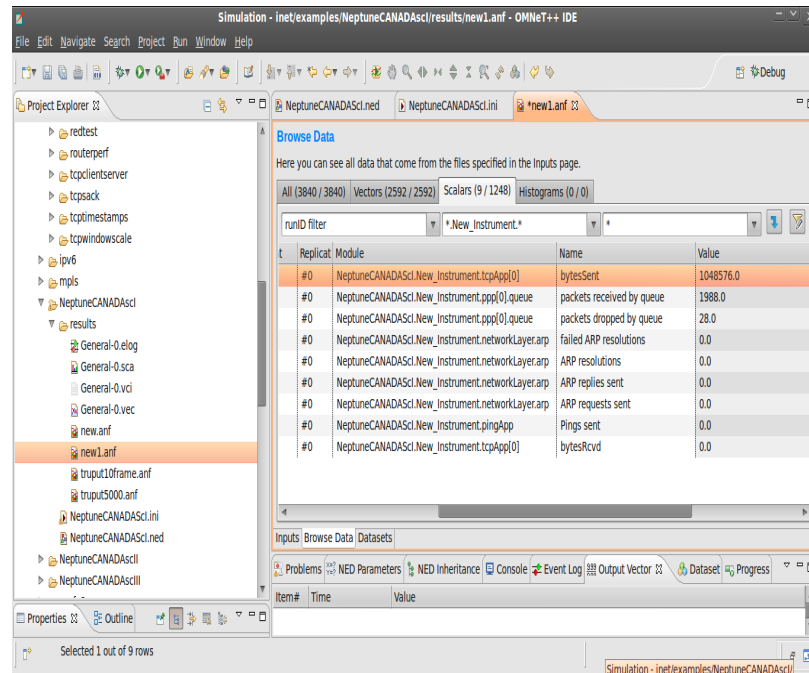 Simulation - inet/examples/NeptuneCANADAscI/results/new1.anf - OMNeT++ IDE
File Edit Navigate Search Project Run Window Help
Debug
Project Explorer
redtest
routerperf
tcpclientserver
tcpsack
tcptimestamps
tcpwindowscale
ipv6
mpls
NeptuneCANADAscI
results
General-0.elog
General-0.sca
General-0.vci
General-0.vec
new.anf
new1.anf
truput10frame.anf
truput5000.anf
NeptuneCANADAScI.ini
NeptuneCANADAScI.ned
NeptuneCANADAscII
NeptuneCANADAscIII
Properties Outline
NeptuneCANADAScI.ned NeptuneCANADAScI.ini *new1.anf
Browse Data
Here you can see all data that come from the files specified in the Inputs page.
All (3840 / 3840) Vectors (2592 / 2592) Scalars (9 / 1248) Histograms (0 / 0)
runID filter *.New_Instrument.* *
t Replicat Module Name Value
#0 NeptuneCANADAScI.New_Instrument.tcpApp[0] bytesSent 1048576.0
#0 NeptuneCANADAScI.New_Instrument.ppp[0].queue packets received by queue 1988.0
#0 NeptuneCANADAScI.New_Instrument.ppp[0].queue packets dropped by queue 28.0
#0 NeptuneCANADAScI.New_Instrument.networkLayer.arp failed ARP resolutions 0.0
#0 NeptuneCANADAScI.New_Instrument.networkLayer.arp ARP resolutions 0.0
#0 NeptuneCANADAScI.New_Instrument.networkLayer.arp ARP replies sent 0.0
#0 NeptuneCANADAScI.New_Instrument.networkLayer.arp ARP requests sent 0.0
#0 NeptuneCANADAScI.New_Instrument.pingApp Pings sent 0.0
#0 NeptuneCANADAScI.New_Instrument.tcpApp[0] bytesRcvd 0.0
Inputs Browse Data Datasets
Problems NED Parameters NED Inheritance Console Event Log Output Vector Dataset Progress
Item# Time Value
Selected 1 out of 9 rows
Simulation - inet/examples/NeptuneCANADAscI/